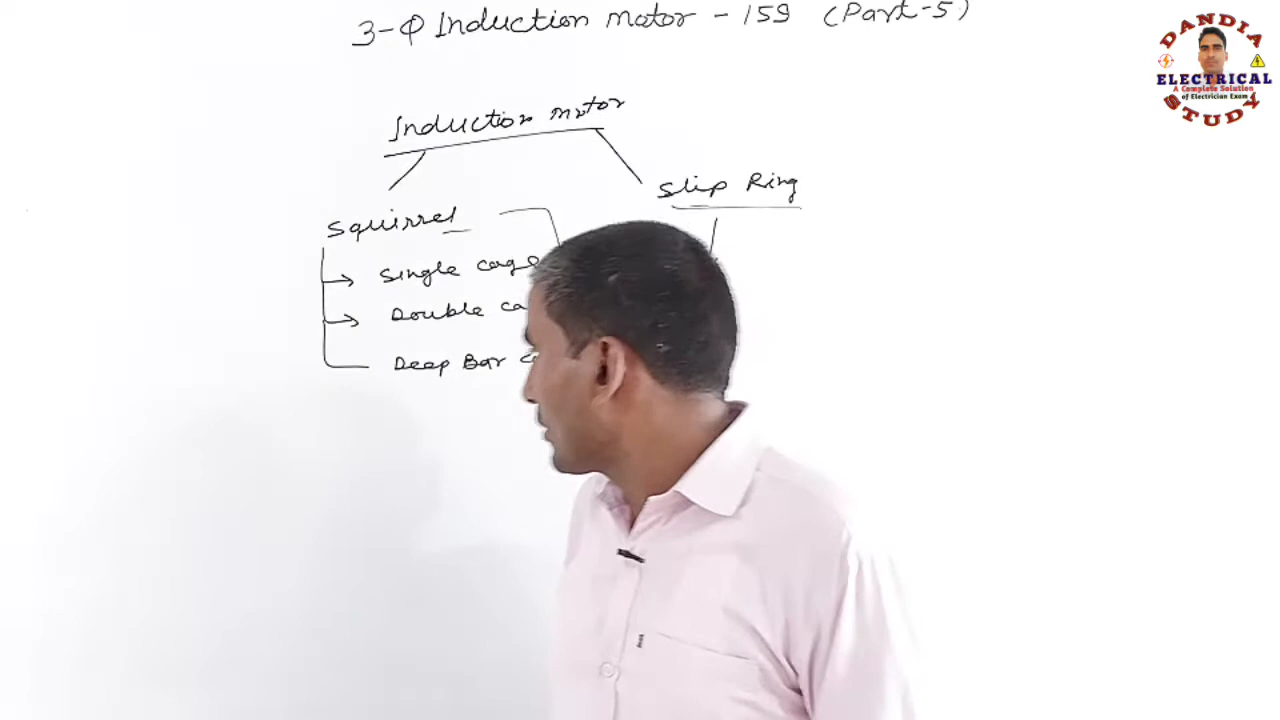 3-Φ Induction motor - 159 (Part-5)
Induction motor
Squirrel
Slip Ring
Single cage
Double
Deep Bar
DANDIA
ELECTRICAL
A Complete Solution
of Electrician Exam
STUDY